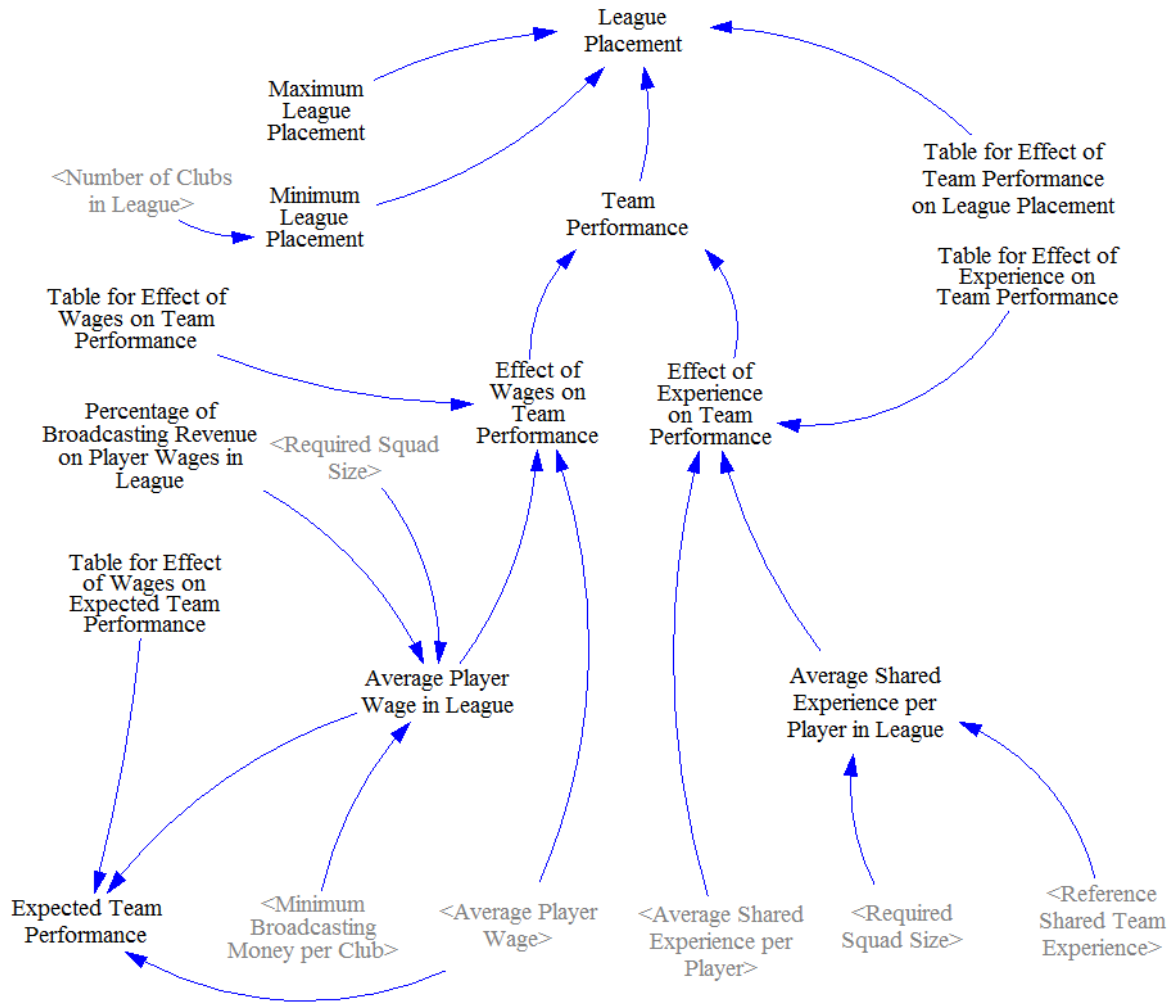 League
Placement
Maximum
League
Placement
Table for Effect of
Team Performance
on League Placement
<Number of Clubs
in League>
Minimum
League
Placement
Team
Performance
Table for Effect of
Experience on
Team Performance
Table for Effect of
Wages on Team
Performance
Effect of
Wages on
Team
Performance
Effect of
Experience
on Team
Performance
Percentage of
Broadcasting Revenue
on Player Wages in
League
<Required Squad
Size>
Table for Effect
of Wages on
Expected Team
Performance
Average Player
Wage in League
Average Shared
Experience per
Player in League
Expected Team
Performance
<Minimum
Broadcasting
Money per Club>
<Average Player
Wage>
<Average Shared
Experience per
Player>
<Required
Squad Size>
<Reference
Shared Team
Experience>